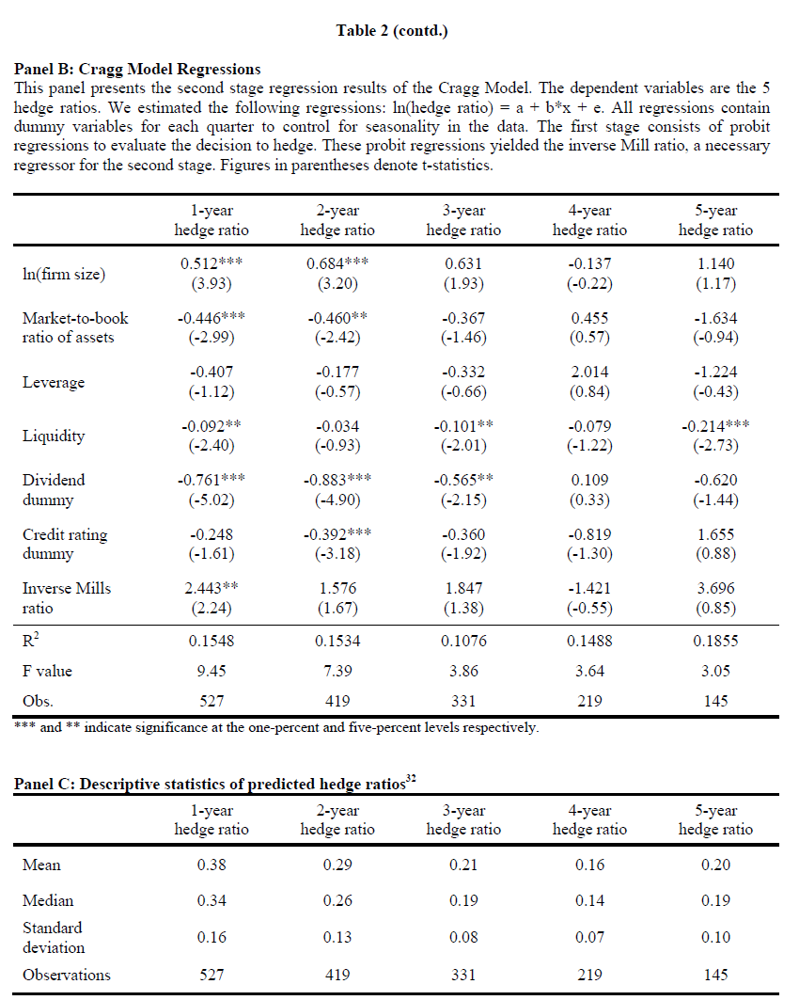 Table 2 (contd.)
Panel B: Cragg Model Regressions
This panel presents the second stage regression results of the Cragg Model. The dependent variables are the 5
hedge ratios. We estimated the following regressions: ln(hedge ratio) = a + b*x + e. All regressions contain
dummy variables for each quarter to control for seasonality in the data. The first stage consists of probit
regressions to evaluate the decision to hedge. These probit regressions yielded the inverse Mill ratio, a necessary
regressor for the second stage. Figures in parentheses denote t-statistics.
1-year 2-year 3-year 4-year 5-year
hedge ratio hedge ratio hedge ratio hedge ratio hedge ratio
ln(firm size) 0.512*** 0.684*** 0.631 -0.137 1.140
(3.93) (3.20) (1.93) (-0.22) (1.17)
Market-to-book -0.446*** -0.460** -0.367 0.455 -1.634
ratio of assets (-2.99) (-2.42) (-1.46) (0.57) (-0.94)
Leverage -0.407 -0.177 -0.332 2.014 -1.224
(-1.12) (-0.57) (-0.66) (0.84) (-0.43)
Liquidity -0.092** -0.034 -0.101** -0.079 -0.214***
(-2.40) (-0.93) (-2.01) (-1.22) (-2.73)
Dividend -0.761*** -0.883*** -0.565** 0.109 -0.620
dummy (-5.02) (-4.90) (-2.15) (0.33) (-1.44)
Credit rating -0.248 -0.392*** -0.360 -0.819 1.655
dummy (-1.61) (-3.18) (-1.92) (-1.30) (0.88)
Inverse Mills 2.443** 1.576 1.847 -1.421 3.696
ratio (2.24) (1.67) (1.38) (-0.55) (0.85)
R² 0.1548 0.1534 0.1076 0.1488 0.1855
F value 9.45 7.39 3.86 3.64 3.05
Obs. 527 419 331 219 145
*** and ** indicate significance at the one-percent and five-percent levels respectively.
Panel C: Descriptive statistics of predicted hedge ratios³²
1-year 2-year 3-year 4-year 5-year
hedge ratio hedge ratio hedge ratio hedge ratio hedge ratio
Mean 0.38 0.29 0.21 0.16 0.20
Median 0.34 0.26 0.19 0.14 0.19
Standard
deviation 0.16 0.13 0.08 0.07 0.10
Observations 527 419 331 219 145